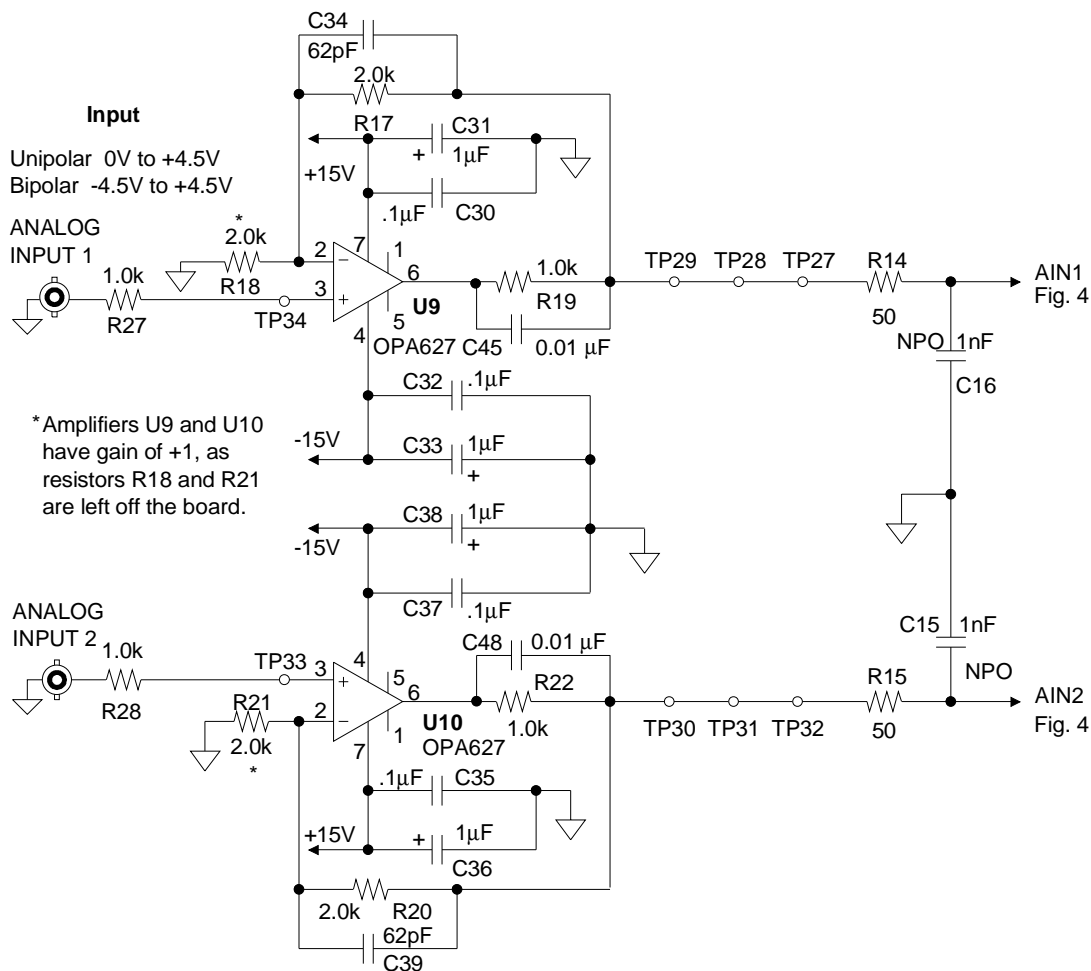 C34
62pF
2.0k
R17
Input
Unipolar 0V to +4.5V
Bipolar -4.5V to +4.5V
C31
+ 1µF
+15V
.1µF
C30
ANALOG
INPUT 1
*
2.0k
R18
1.0k
R27
TP34
2
3
7
1
6
5
4
−
+
U9
OPA627
1.0k
R19
C45
0.01 µF
TP29
TP28
TP27
R14
50
AIN1
Fig. 4
NPO
1nF
C16
C32
.1µF
-15V
C33
1µF
+
*Amplifiers U9 and U10
have gain of +1, as
resistors R18 and R21
are left off the board.
-15V
C38
1µF
+
C37
.1µF
ANALOG
INPUT 2
1.0k
R28
TP33
R21
2.0k
*
3
2
4
5
6
1
7
+
−
U10
OPA627
C48
0.01 µF
R22
1.0k
TP30
TP31
TP32
R15
50
C15
1nF
NPO
AIN2
Fig. 4
.1µF
C35
+15V
+
1µF
C36
2.0k
R20
62pF
C39